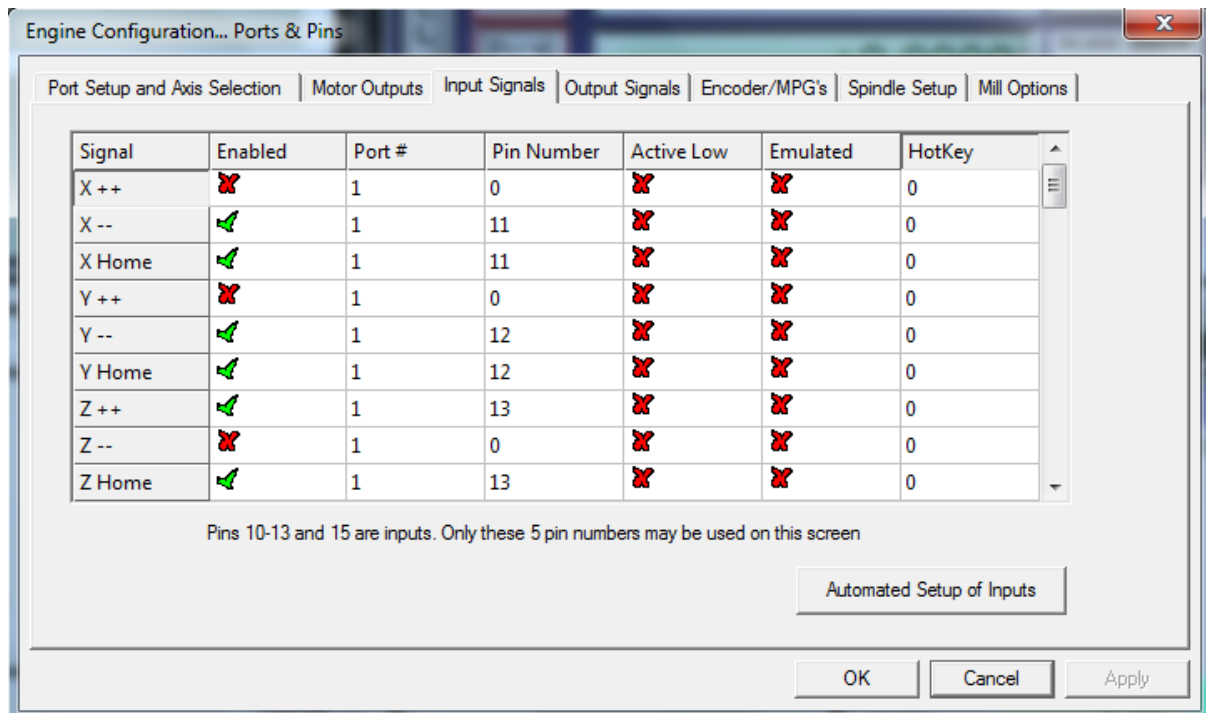 Engine Configuration... Ports & Pins
Port Setup and Axis Selection Motor Outputs Input Signals Output Signals Encoder/MPG's Spindle Setup Mill Options
Signal Enabled Port # Pin Number Active Low Emulated HotKey
X ++ 1 0 0
X -- 1 11 0
X Home 1 11 0
Y ++ 1 0 0
Y -- 1 12 0
Y Home 1 12 0
Z ++ 1 13 0
Z -- 1 0 0
Z Home 1 13 0
Pins 10-13 and 15 are inputs. Only these 5 pin numbers may be used on this screen
Automated Setup of Inputs
OK Cancel Apply